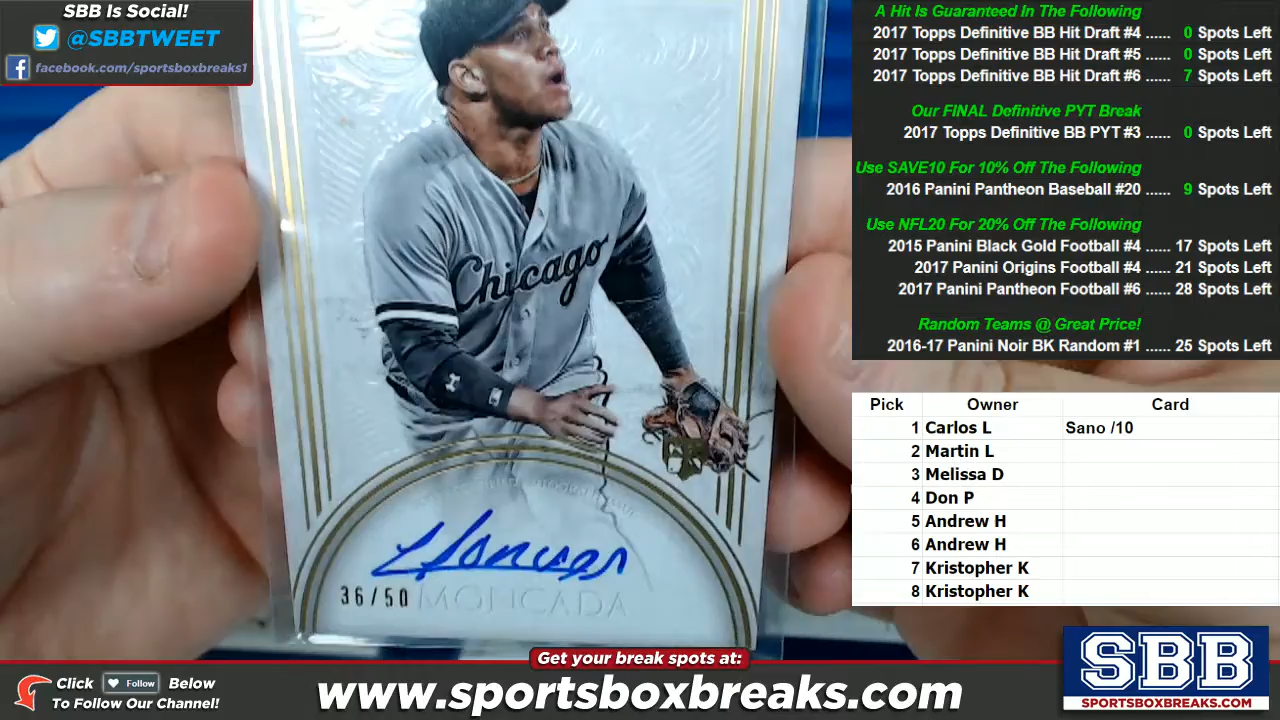 SBB Is Social!
@SBBTWEET
facebook.com/sportsboxbreaks1
Chicago
36/50
MONCADA
A Hit Is Guaranteed In The Following
2017 Topps Definitive BB Hit Draft #4 ...... 0 Spots Left
2017 Topps Definitive BB Hit Draft #5 ...... 0 Spots Left
2017 Topps Definitive BB Hit Draft #6 ...... 7 Spots Left
Our FINAL Definitive PYT Break
2017 Topps Definitive BB PYT #3 ...... 0 Spots Left
Use SAVE10 For 10% Off The Following
2016 Panini Pantheon Baseball #20 ...... 9 Spots Left
Use NFL20 For 20% Off The Following
2015 Panini Black Gold Football #4 ...... 17 Spots Left
2017 Panini Origins Football #4 ...... 21 Spots Left
2017 Panini Pantheon Football #6 ...... 28 Spots Left
Random Teams @ Great Price!
2016-17 Panini Noir BK Random #1 ...... 25 Spots Left
Pick Owner Card
1 Carlos L Sano /10
2 Martin L
3 Melissa D
4 Don P
5 Andrew H
6 Andrew H
7 Kristopher K
8 Kristopher K
Get your break spots at:
Click Follow Below
To Follow Our Channel!
www.sportsboxbreaks.com
SBB
SPORTSBOXBREAKS.COM